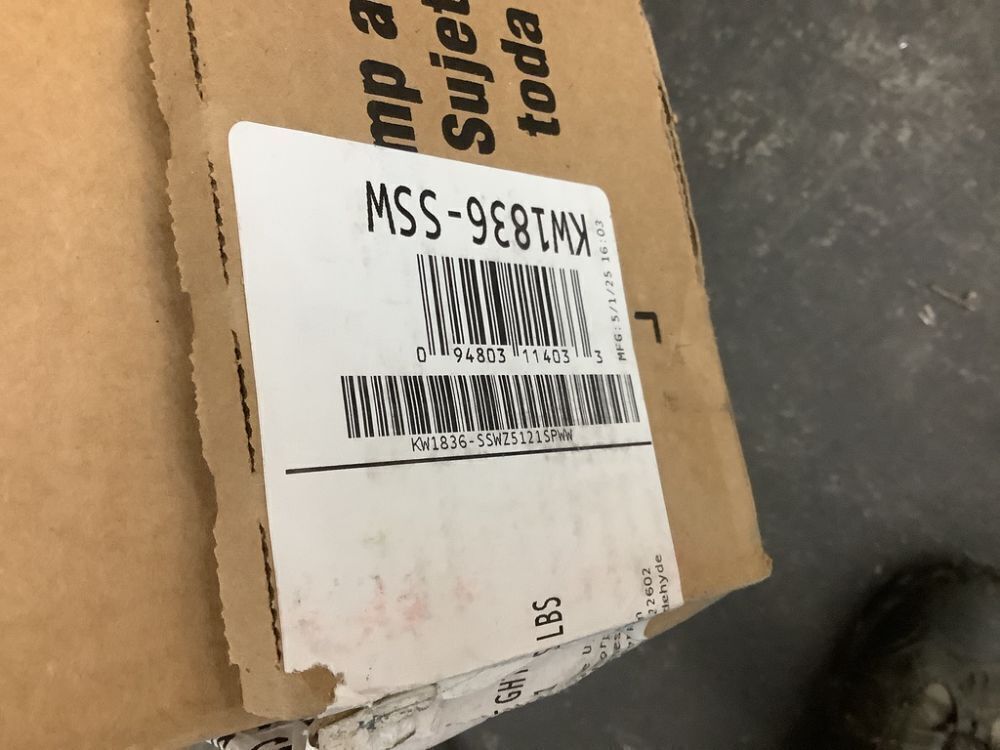 mp a
Sujet
toda
KW1836-SSW
MFG: 5/1/25 16:03
0 94803 11403 3
KW1836-SSWZ5121SPWW
LBS
22602
dehyde